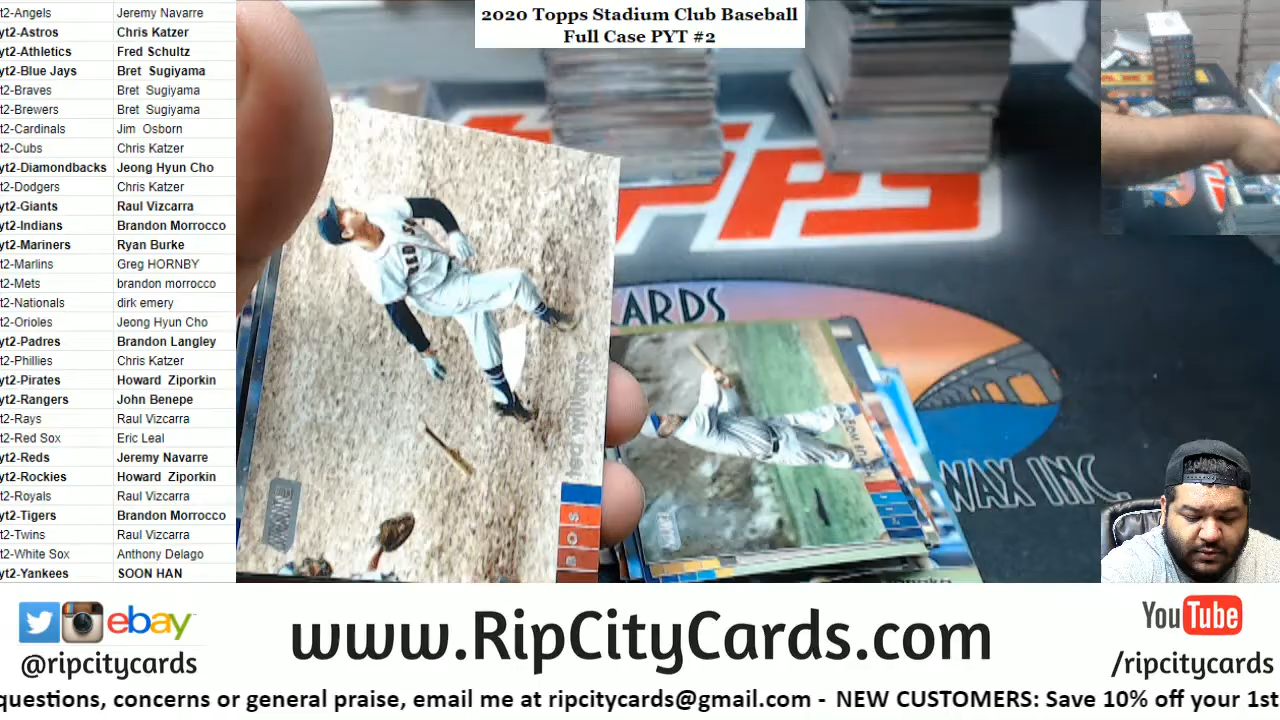 2020 Topps Stadium Club Baseball
Full Case PYT #2
t2-Angels Jeremy Navarre
yt2-Astros Chris Katzer
yt2-Athletics Fred Schultz
yt2-Blue Jays Bret Sugiyama
t2-Braves Bret Sugiyama
t2-Brewers Bret Sugiyama
t2-Cardinals Jim Osborn
t2-Cubs Chris Katzer
yt2-Diamondbacks Jeong Hyun Cho
t2-Dodgers Chris Katzer
yt2-Giants Raul Vizcarra
yt2-Indians Brandon Morrocco
yt2-Mariners Ryan Burke
t2-Marlins Greg HORNBY
t2-Mets brandon morrocco
t2-Nationals dirk emery
t2-Orioles Jeong Hyun Cho
yt2-Padres Brandon Langley
t2-Phillies Chris Katzer
yt2-Pirates Howard Ziporkin
yt2-Rangers John Benepe
t2-Rays Raul Vizcarra
t2-Red Sox Eric Leal
yt2-Reds Jeremy Navarre
yt2-Rockies Howard Ziporkin
t2-Royals Raul Vizcarra
yt2-Tigers Brandon Morrocco
t2-Twins Raul Vizcarra
t2-White Sox Anthony Delago
yt2-Yankees SOON HAN
PPS
ARDS
WAX INC.
BOS
ebay
@ripcitycards
www.RipCityCards.com
YouTube
/ripcitycards
questions, concerns or general praise, email me at ripcitycards@gmail.com - NEW CUSTOMERS: Save 10% off your 1st